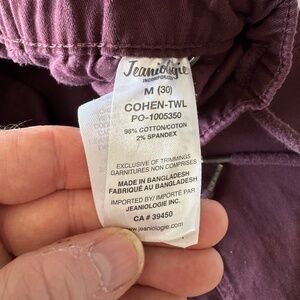 Jeaniologie
INCORPORATED
M (30)
COHEN-TWL
PO-1005350
98% COTTON/COTON
2% SPANDEX
EXCLUSIVE OF TRIMMINGS
GARNITURES NON COMPRISES
MADE IN BANGLADESH
FABRIQUÉ AU BANGLADESH
IMPORTED BY/ IMPORTÉ PAR
JEANIOLOGIE INC.
CA # 39450
www.jeaniologie.com